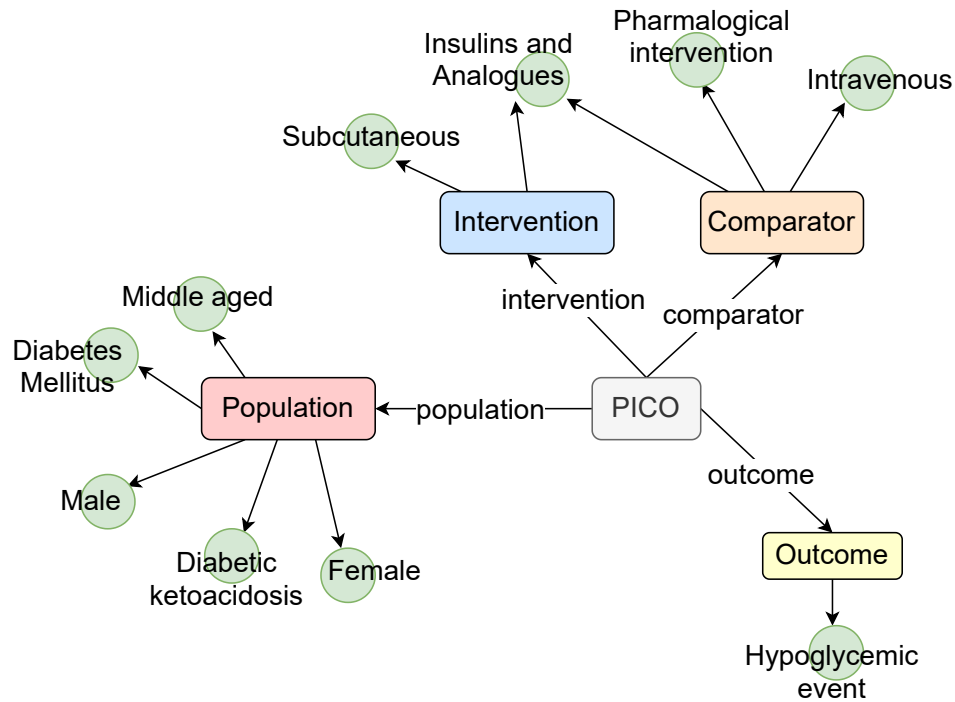 Pharmalogical
intervention
Insulins and
Analogues
Intravenous
Subcutaneous
Intervention
Comparator
intervention
comparator
Middle aged
Diabetes
Mellitus
Population
population
PICO
outcome
Male
Diabetic
ketoacidosis
Female
Outcome
Hypoglycemic
event